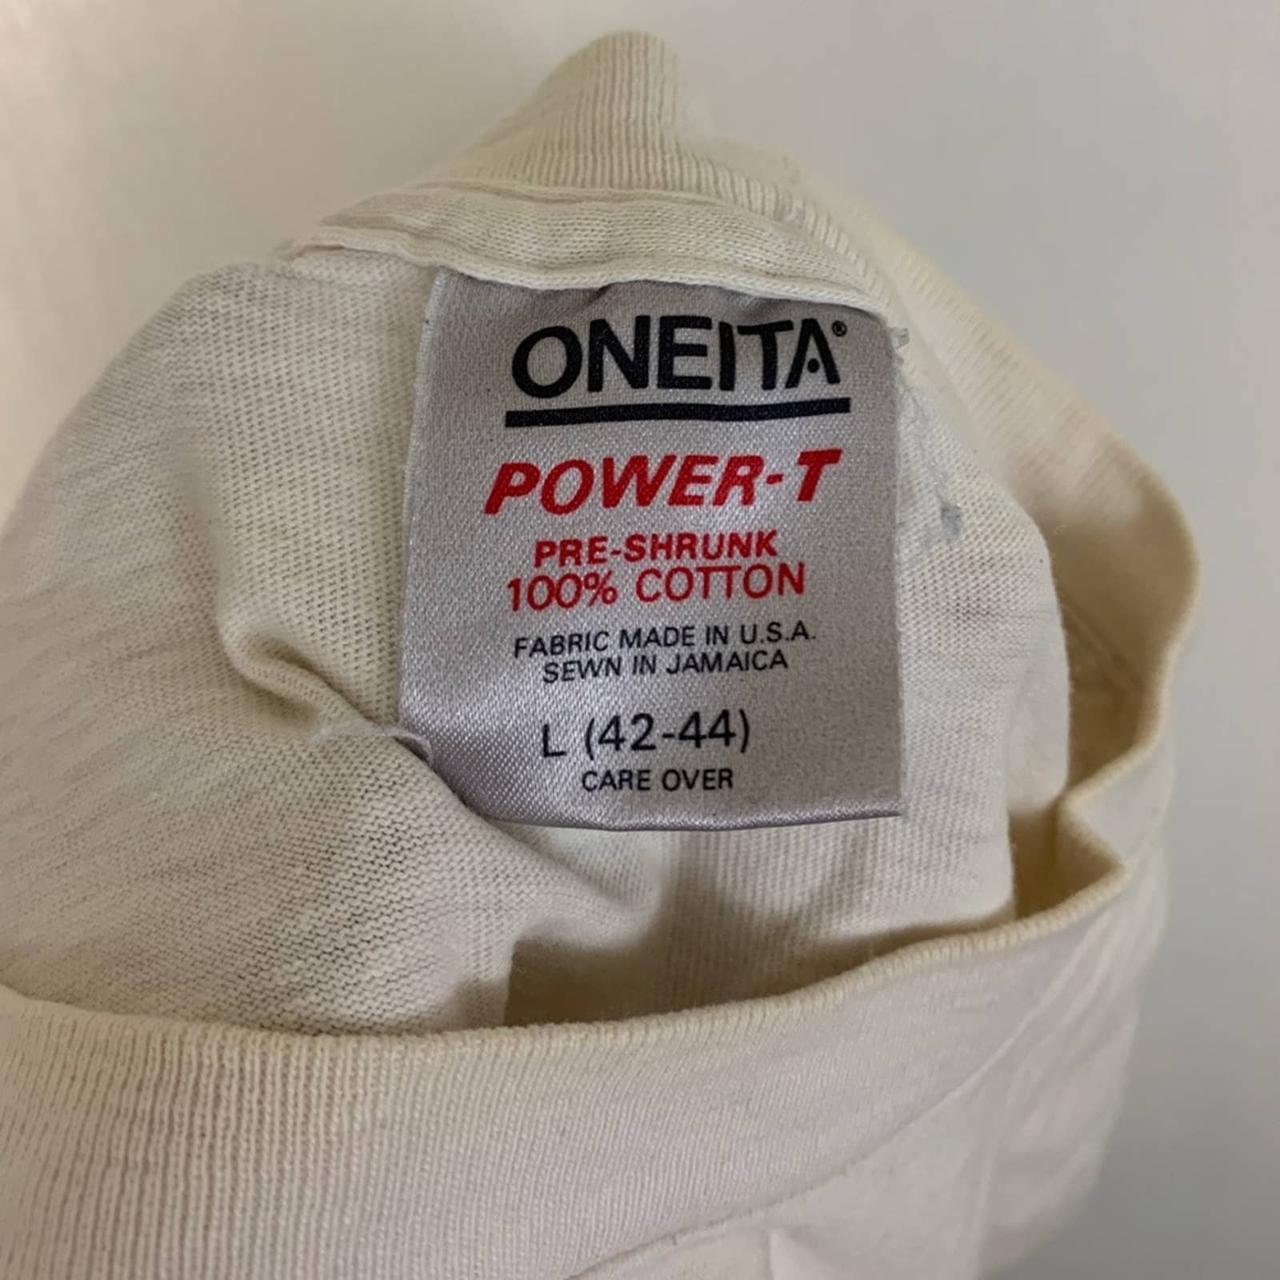 ONEITA®
POWER-T
PRE-SHRUNK
100% COTTON
FABRIC MADE IN U.S.A.
SEWN IN JAMAICA
L (42-44)
CARE OVER